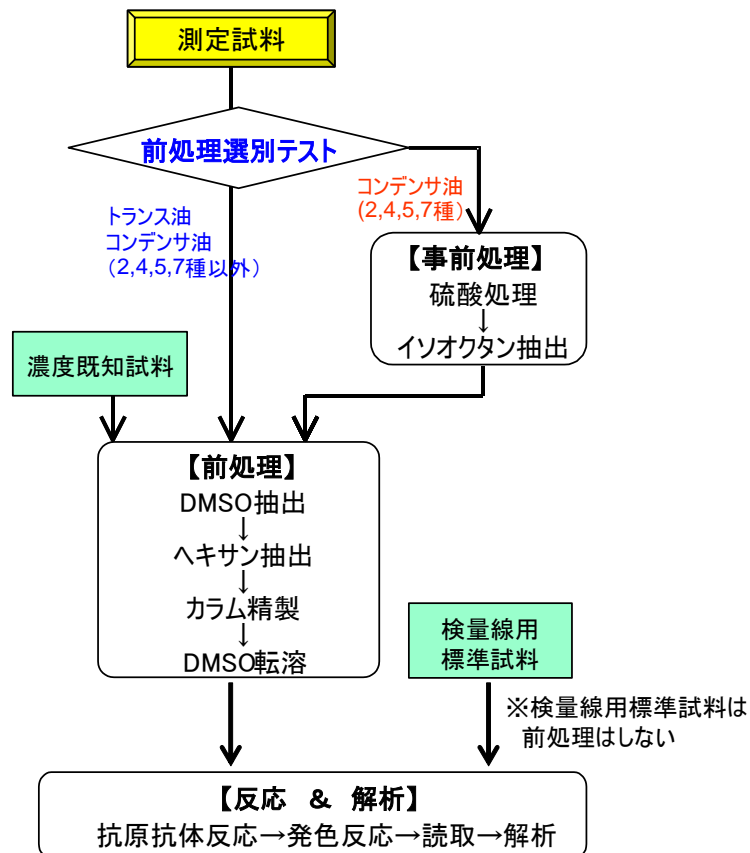 測定試料
前処理選別テスト
コンデンサ油
(2,4,5,7種）
トランス油
コンデンサ油
（2,4,5,7種以外）
【事前処理】
硫酸処理
↓
イソオクタン抽出
濃度既知試料
【前処理】
DMSO抽出
↓
ヘキサン抽出
↓
カラム精製
↓
DMSO転溶
検量線用
標準試料
※検量線用標準試料は
前処理はしない
【反応　&　解析】
抗原抗体反応→発色反応→読取→解析